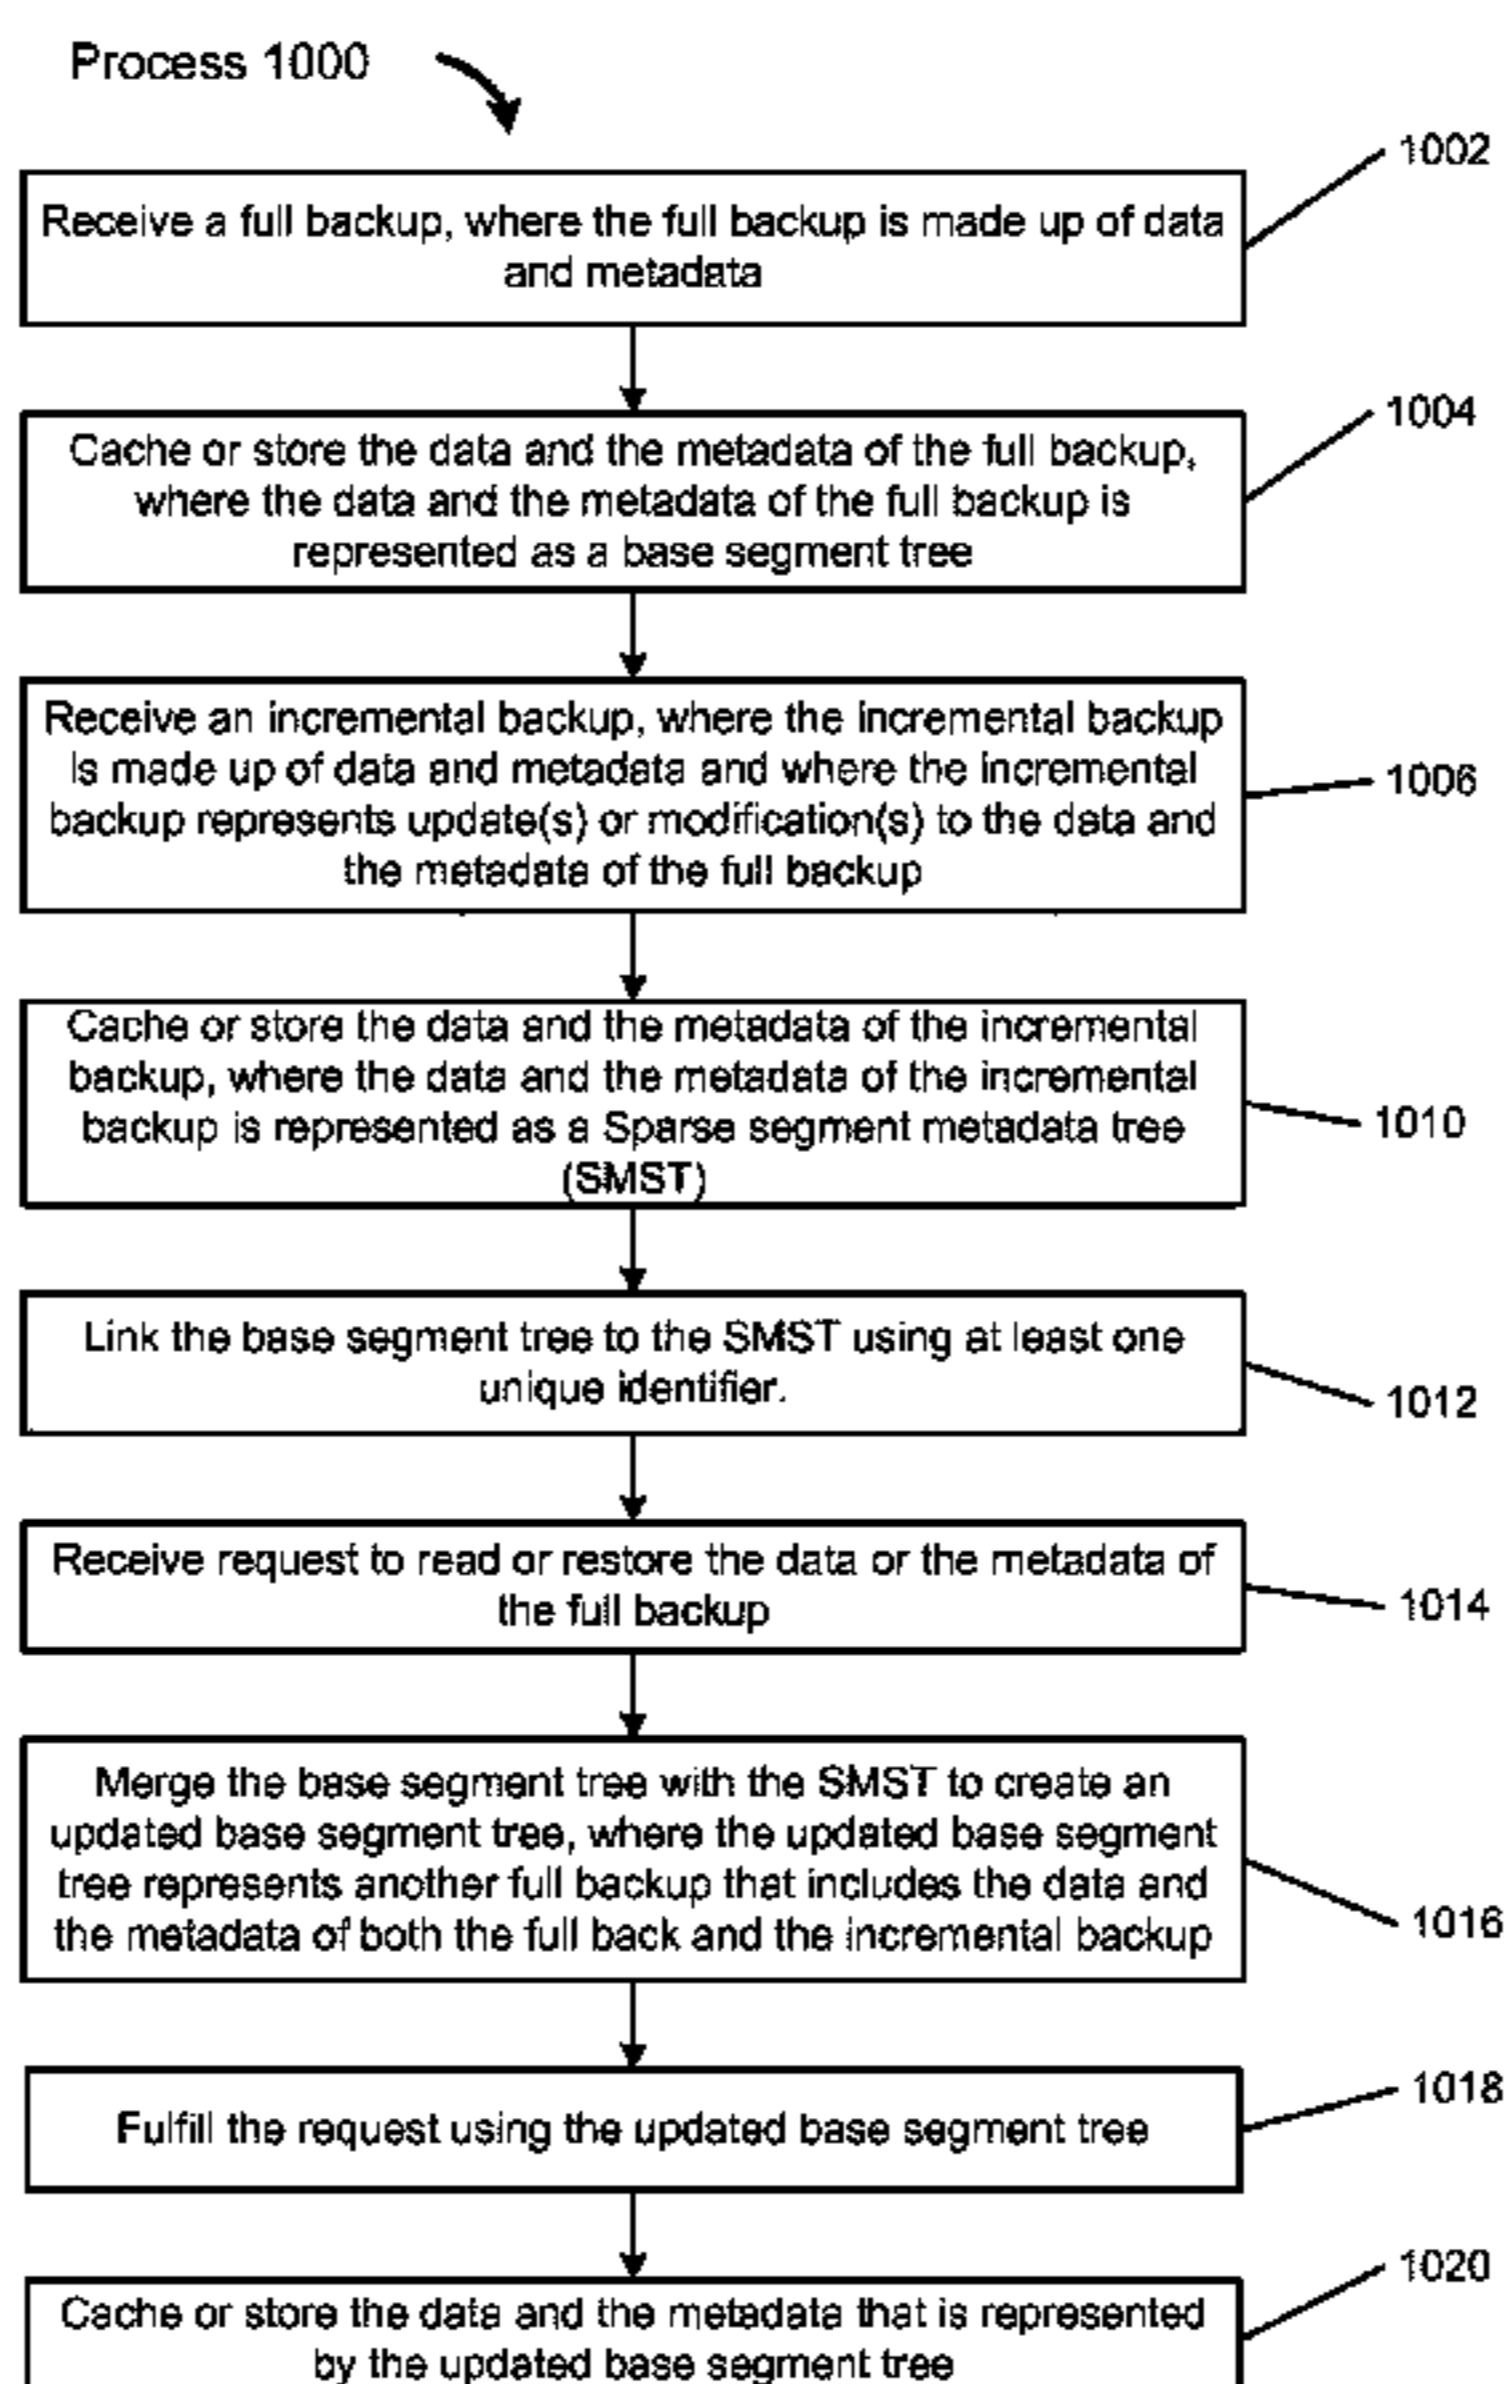 Process 1000
1002
Receive a full backup, where the full backup is made up of data
and metadata
1004
Cache or store the data and the metadata of the full backup,
where the data and the metadata of the full backup is
represented as a base segment tree
Receive an incremental backup, where the incremental backup
is made up of data and metadata and where the incremental
backup represents update(s) or modification(s) to the data and
the metadata of the full backup
1006
Cache or store the data and the metadata of the incremental
backup, where the data and the metadata of the incremental
backup is represented as a Sparse segment metadata tree
(SMST)
1010
Link the base segment tree to the SMST using at least one
unique identifier.
1012
Receive request to read or restore the data or the metadata of
the full backup
1014
Merge the base segment tree with the SMST to create an
updated base segment tree, where the updated base segment
tree represents another full backup that includes the data and
the metadata of both the full back and the incremental backup
1016
Fulfill the request using the updated base segment tree
1018
1020
Cache or store the data and the metadata that is represented
by the updated base segment tree